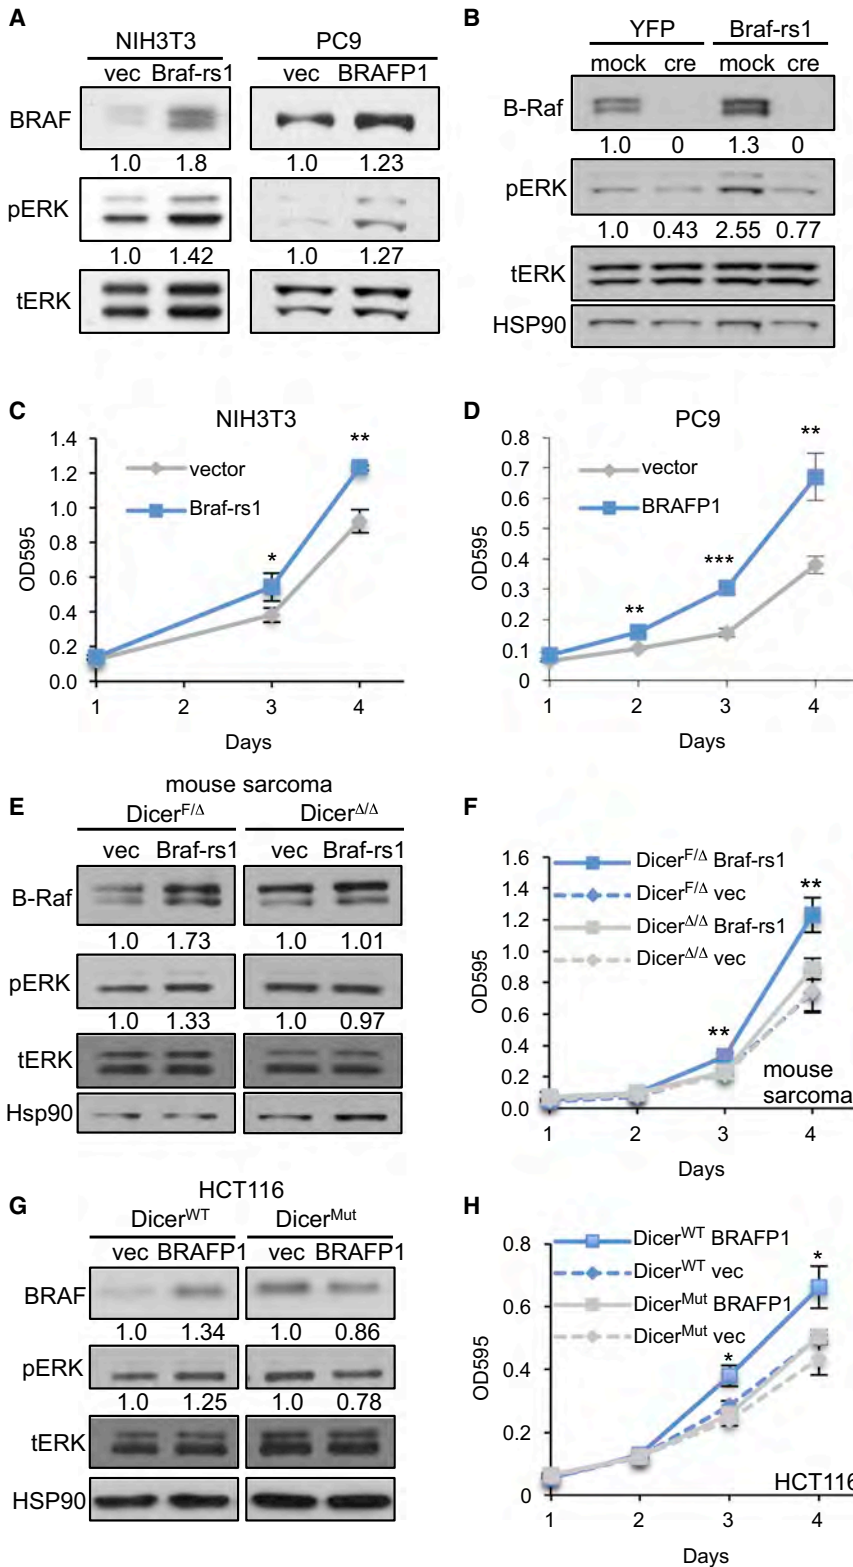 A
NIH3T3 PC9
vec Braf-rs1 vec BRAFP1
BRAF
1.0 1.8 1.0 1.23
pERK
1.0 1.42 1.0 1.27
tERK
B
YFP Braf-rs1
mock cre mock cre
B-Raf
1.0 0 1.3 0
pERK
1.0 0.43 2.55 0.77
tERK
HSP90
C
NIH3T3
1.4
1.2
1.0
0.8
0.6
0.4
0.2
0.0
OD595
vector
Braf-rs1
*
**
1 2 3 4
Days
D
PC9
0.8
0.7
0.6
0.5
0.4
0.3
0.2
0.1
0
OD595
vector
BRAFP1
**
***
**
1 2 3 4
Days
E
mouse sarcoma
Dicer^F/Δ Dicer^Δ/Δ
vec Braf-rs1 vec Braf-rs1
B-Raf
1.0 1.73 1.0 1.01
pERK
1.0 1.33 1.0 0.97
tERK
Hsp90
F
1.6
1.4
1.2
1.0
0.8
0.6
0.4
0.2
0.0
OD595
Dicer^F/Δ Braf-rs1
Dicer^F/Δ vec
Dicer^Δ/Δ Braf-rs1
Dicer^Δ/Δ vec
**
**
mouse
sarcoma
1 2 3 4
Days
G
HCT116
Dicer^WT Dicer^Mut
vec BRAFP1 vec BRAFP1
BRAF
1.0 1.34 1.0 0.86
pERK
1.0 1.25 1.0 0.78
tERK
HSP90
H
0.8
0.6
0.4
0.2
0
OD595
Dicer^WT BRAFP1
Dicer^WT vec
Dicer^Mut BRAFP1
Dicer^Mut vec
*
*
HCT116
1 2 3 4
Days